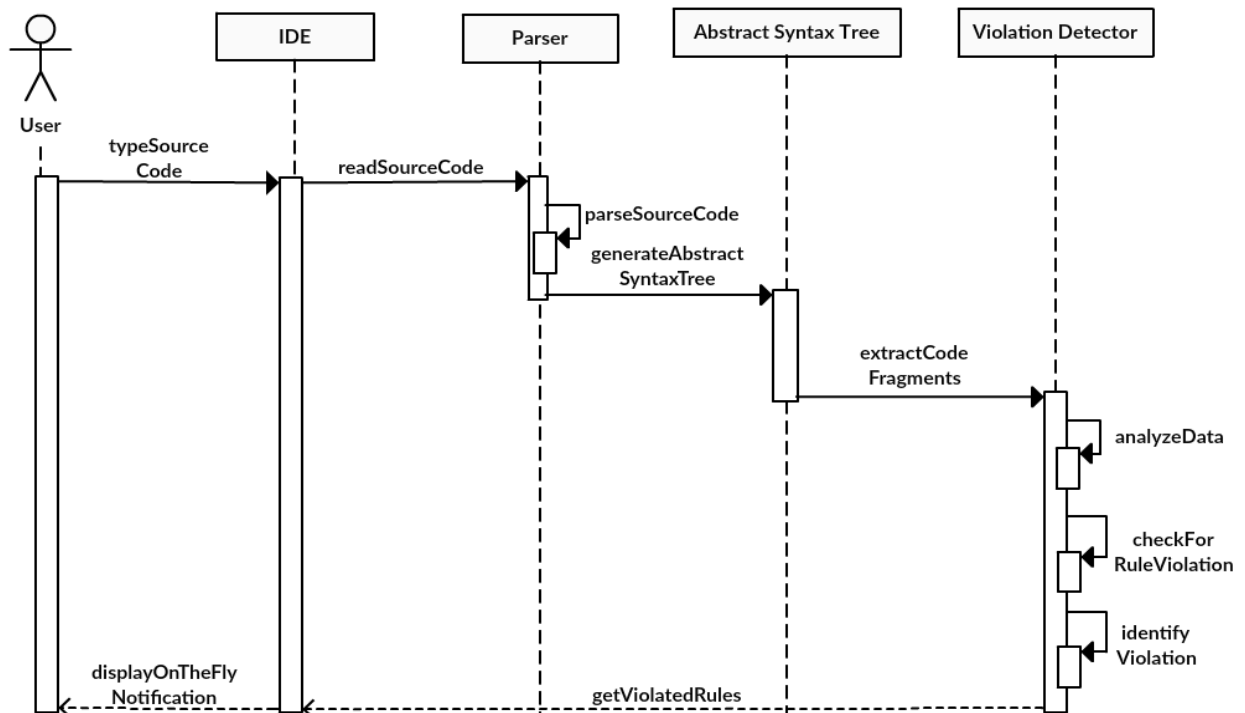 IDE
Parser
Abstract Syntax Tree
Violation Detector
User
typeSource
Code
readSourceCode
parseSourceCode
generateAbstract
SyntaxTree
extractCode
Fragments
analyzeData
checkFor
RuleViolation
identify
Violation
displayOnTheFly
Notification
getViolatedRules